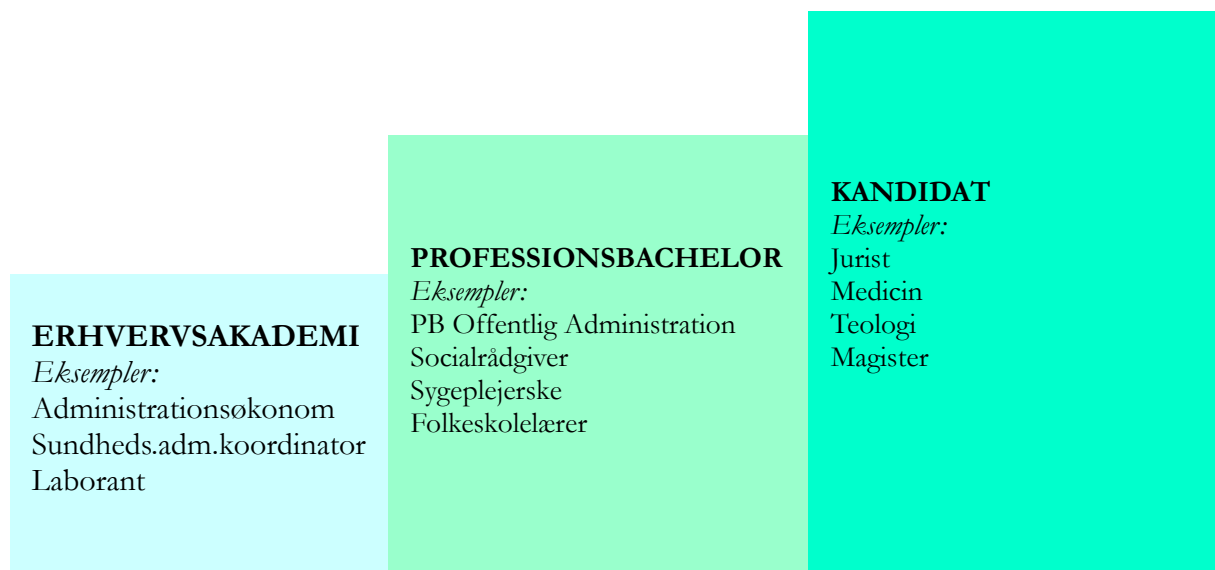 ERHVERVSAKADEMI
Eksempler:
Administrationsøkonom
Sundheds.adm.koordinator
Laborant
PROFESSIONSBACHELOR
Eksempler:
PB Offentlig Administration
Socialrådgiver
Sygeplejerske
Folkeskolelærer
KANDIDAT
Eksempler:
Jurist
Medicin
Teologi
Magister